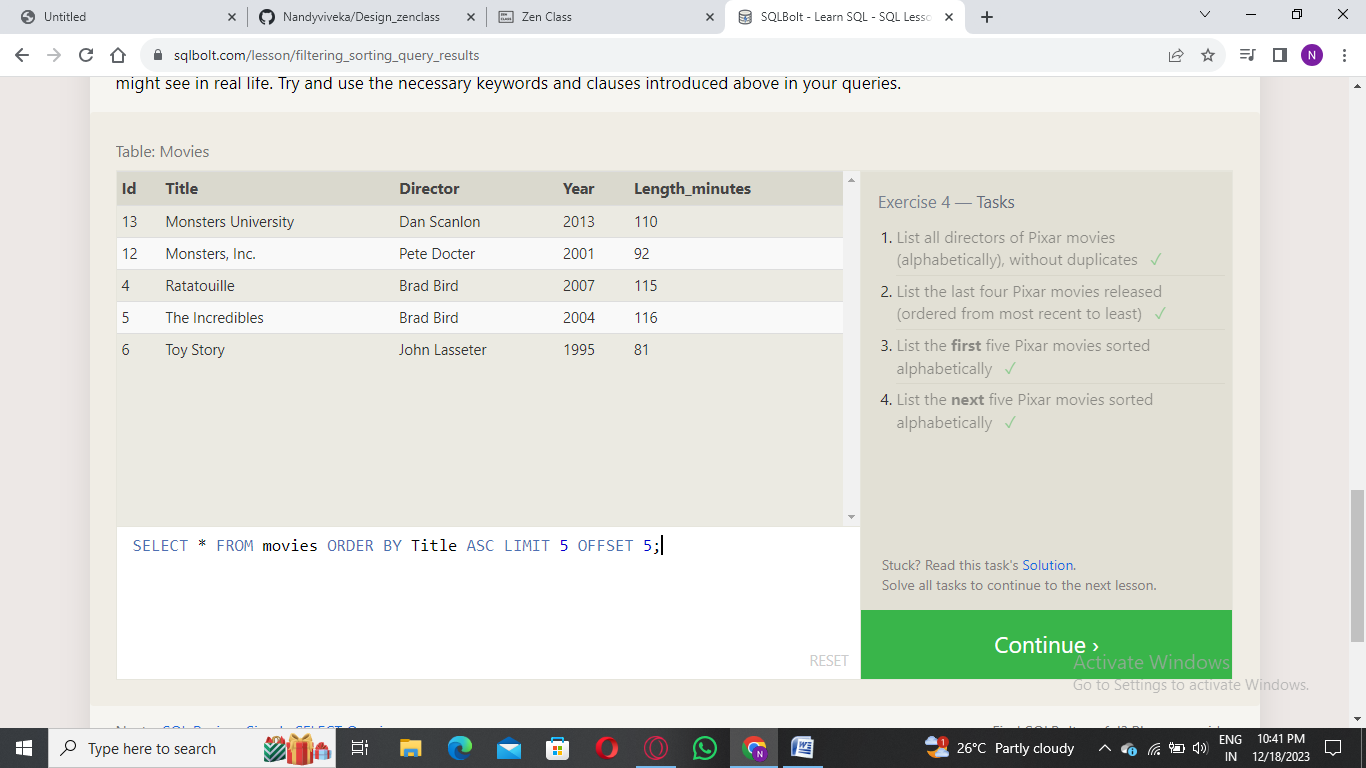 Untitled
Nandyviveka/Design_zenclass
Zen Class
SQLBolt - Learn SQL - SQL Lesso
sqlbolt.com/lesson/filtering_sorting_query_results
N
might see in real life. Try and use the necessary keywords and clauses introduced above in your queries.
Table: Movies
Id Title Director Year Length_minutes
13 Monsters University Dan Scanlon 2013 110
12 Monsters, Inc. Pete Docter 2001 92
4 Ratatouille Brad Bird 2007 115
5 The Incredibles Brad Bird 2004 116
6 Toy Story John Lasseter 1995 81
Exercise 4 — Tasks
1. List all directors of Pixar movies
(alphabetically), without duplicates ✓
2. List the last four Pixar movies released
(ordered from most recent to least) ✓
3. List the first five Pixar movies sorted
alphabetically ✓
4. List the next five Pixar movies sorted
alphabetically ✓
SELECT * FROM movies ORDER BY Title ASC LIMIT 5 OFFSET 5;
RESET
Stuck? Read this task's Solution.
Solve all tasks to continue to the next lesson.
Continue ›
Activate Windows
Go to Settings to activate Windows.
Type here to search
1
26°C Partly cloudy
ENG
IN
10:41 PM
12/18/2023